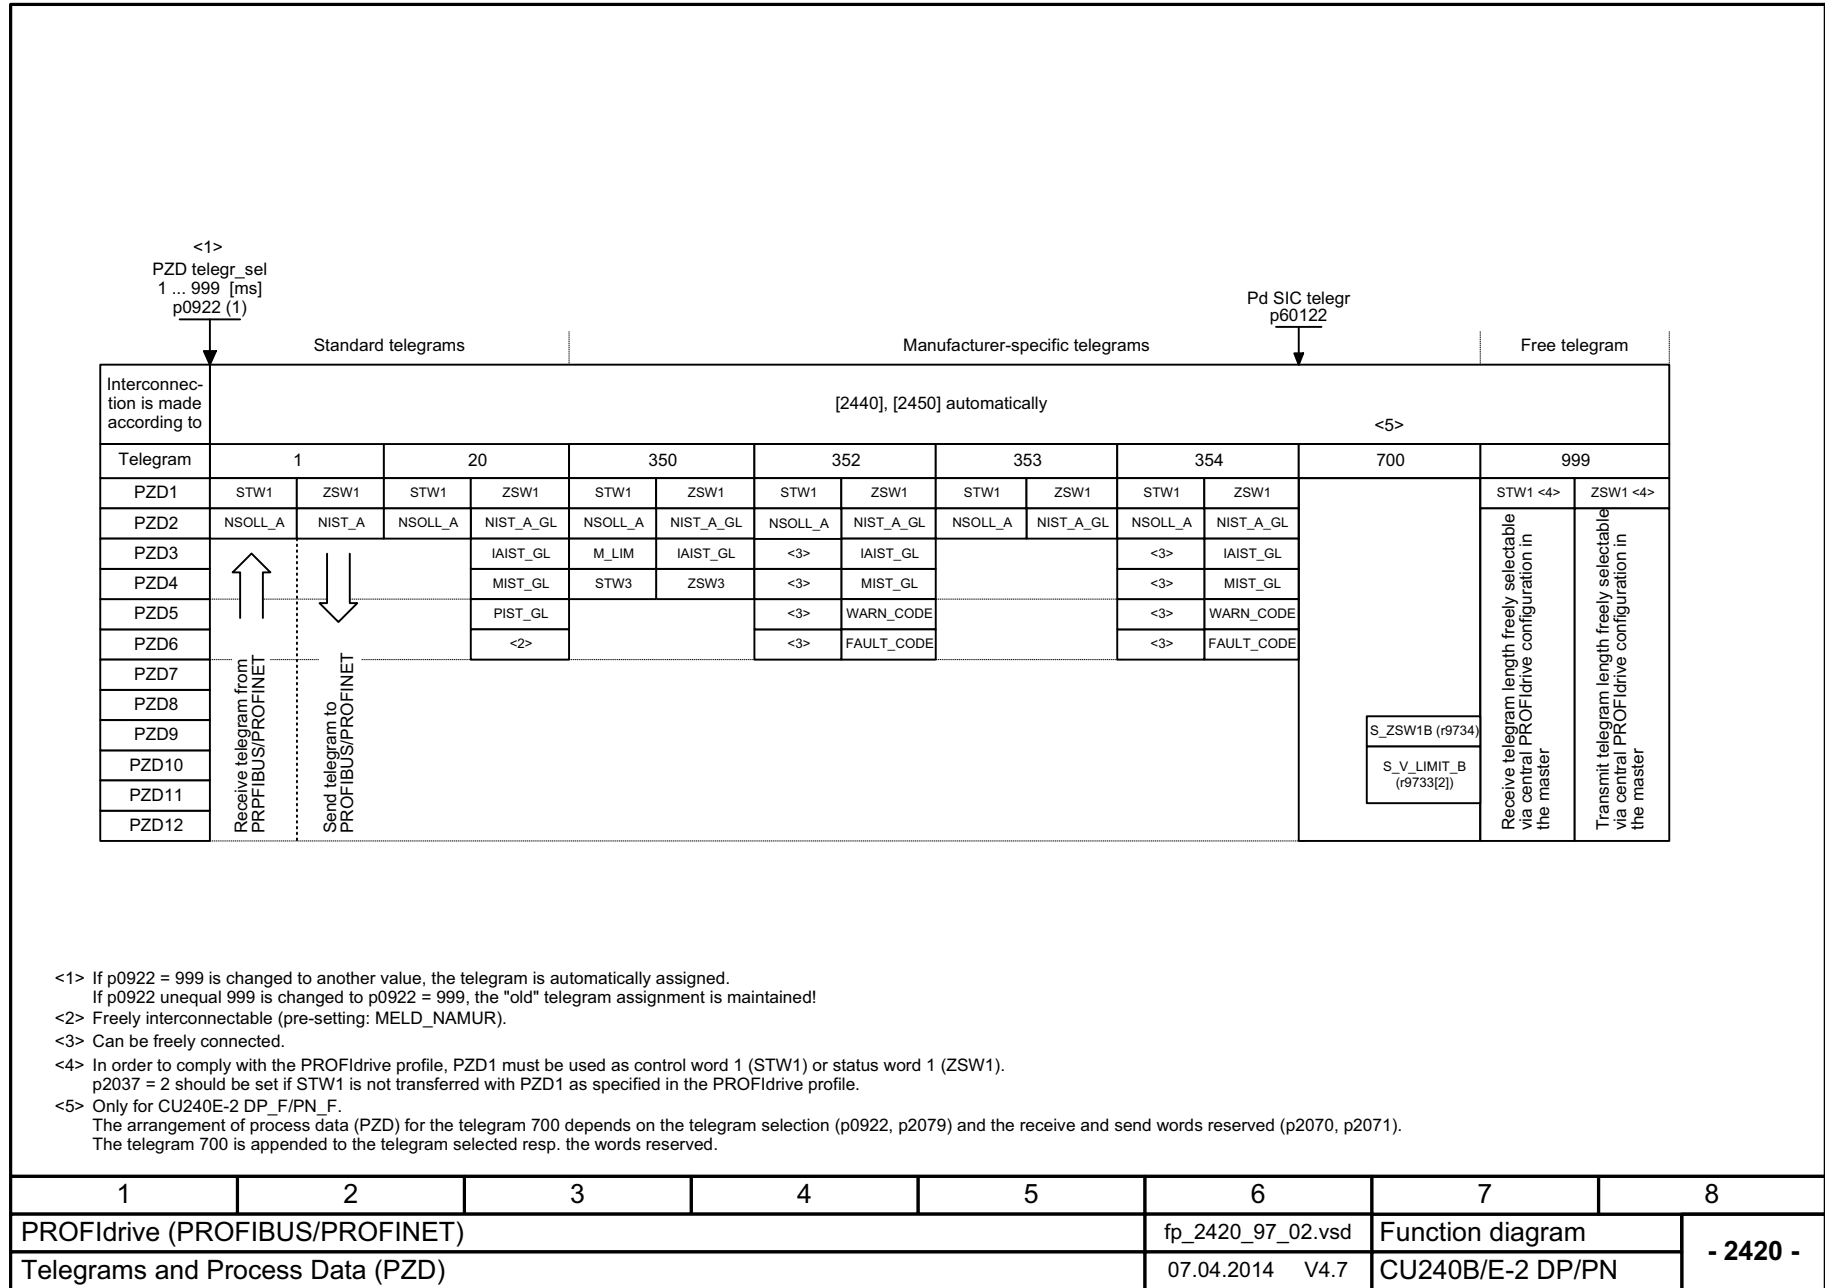 <1>
PZD telegr_sel
1 ... 999 [ms]
p0922 (1)
Pd SIC telegr
p60122
Standard telegrams
Manufacturer-specific telegrams
Free telegram
Interconnec-
tion is made
according to
[2440], [2450] automatically
<5>
Telegram 1 20 350 352 353 354 700 999
PZD1 STW1 ZSW1 STW1 ZSW1 STW1 ZSW1 STW1 ZSW1 STW1 ZSW1 STW1 ZSW1 STW1 <4> ZSW1 <4>
PZD2 NSOLL_A NIST_A NSOLL_A NIST_A_GL NSOLL_A NIST_A_GL NSOLL_A NIST_A_GL NSOLL_A NIST_A_GL NSOLL_A NIST_A_GL
PZD3 IAIST_GL M_LIM IAIST_GL <3> IAIST_GL <3> IAIST_GL
PZD4 MIST_GL STW3 ZSW3 <3> MIST_GL <3> MIST_GL
PZD5 PIST_GL <3> WARN_CODE <3> WARN_CODE
PZD6 <2> <3> FAULT_CODE <3> FAULT_CODE
PZD7
PZD8
PZD9 S_ZSW1B (r9734)
PZD10 S_V_LIMIT_B
(r9733[2])
PZD11
PZD12
Receive telegram from
PRPFIBUS/PROFINET
Send telegram to
PROFIBUS/PROFINET
Receive telegram length freely selectable
via central PROFIdrive configuration in
the master
Transmit telegram length freely selectable
via central PROFIdrive configuration in
the master
<1> If p0922 = 999 is changed to another value, the telegram is automatically assigned.
If p0922 unequal 999 is changed to p0922 = 999, the "old" telegram assignment is maintained!
<2> Freely interconnectable (pre-setting: MELD_NAMUR).
<3> Can be freely connected.
<4> In order to comply with the PROFIdrive profile, PZD1 must be used as control word 1 (STW1) or status word 1 (ZSW1).
p2037 = 2 should be set if STW1 is not transferred with PZD1 as specified in the PROFIdrive profile.
<5> Only for CU240E-2 DP_F/PN_F.
The arrangement of process data (PZD) for the telegram 700 depends on the telegram selection (p0922, p2079) and the receive and send words reserved (p2070, p2071).
The telegram 700 is appended to the telegram selected resp. the words reserved.
1 2 3 4 5 6 7 8
PROFIdrive (PROFIBUS/PROFINET) fp_2420_97_02.vsd Function diagram
- 2420 -
Telegrams and Process Data (PZD) 07.04.2014 V4.7 CU240B/E-2 DP/PN